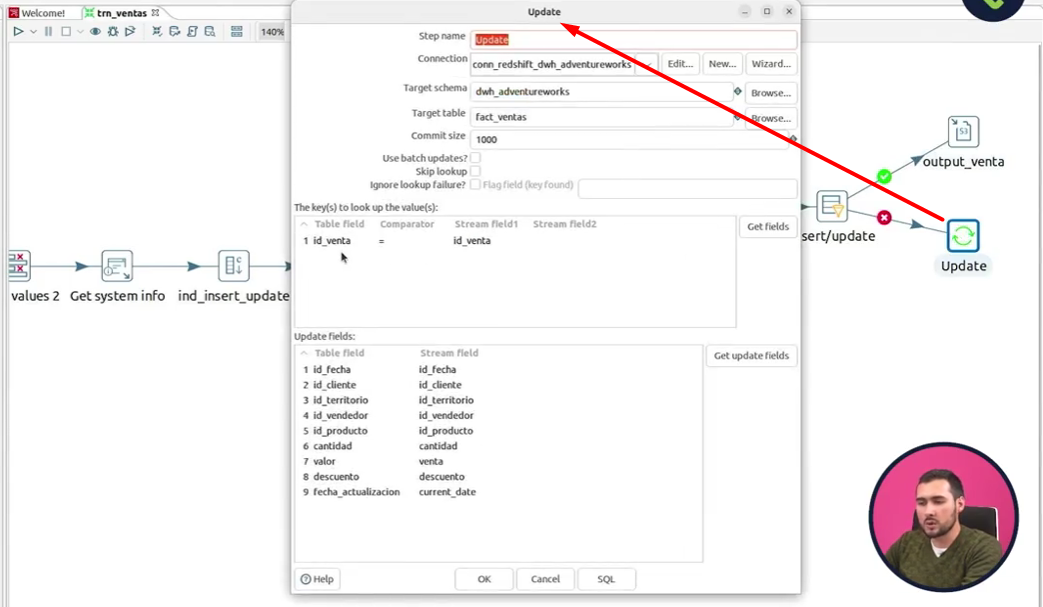 Welcome!
trn_ventas
140%
Update
Step name Update
Connection conn_redshift_dwh_adventureworks Edit... New... Wizard...
Target schema dwh_adventureworks Browse...
Target table fact_ventas Browse...
Commit size 1000
Use batch updates?
Skip lookup
Ignore lookup failure? Flag field (key found)
The key(s) to look up the value(s):
Table field Comparator Stream field1 Stream field2
1 id_venta = id_venta
Get fields
Update fields:
Table field Stream field
1 id_fecha id_fecha
2 id_cliente id_cliente
3 id_territorio id_territorio
4 id_vendedor id_vendedor
5 id_producto id_producto
6 cantidad cantidad
7 valor venta
8 descuento descuento
9 fecha_actualizacion current_date
Get update fields
Help OK Cancel SQL
values 2 Get system info ind_insert_update
S3
output_venta
sert/update
Update